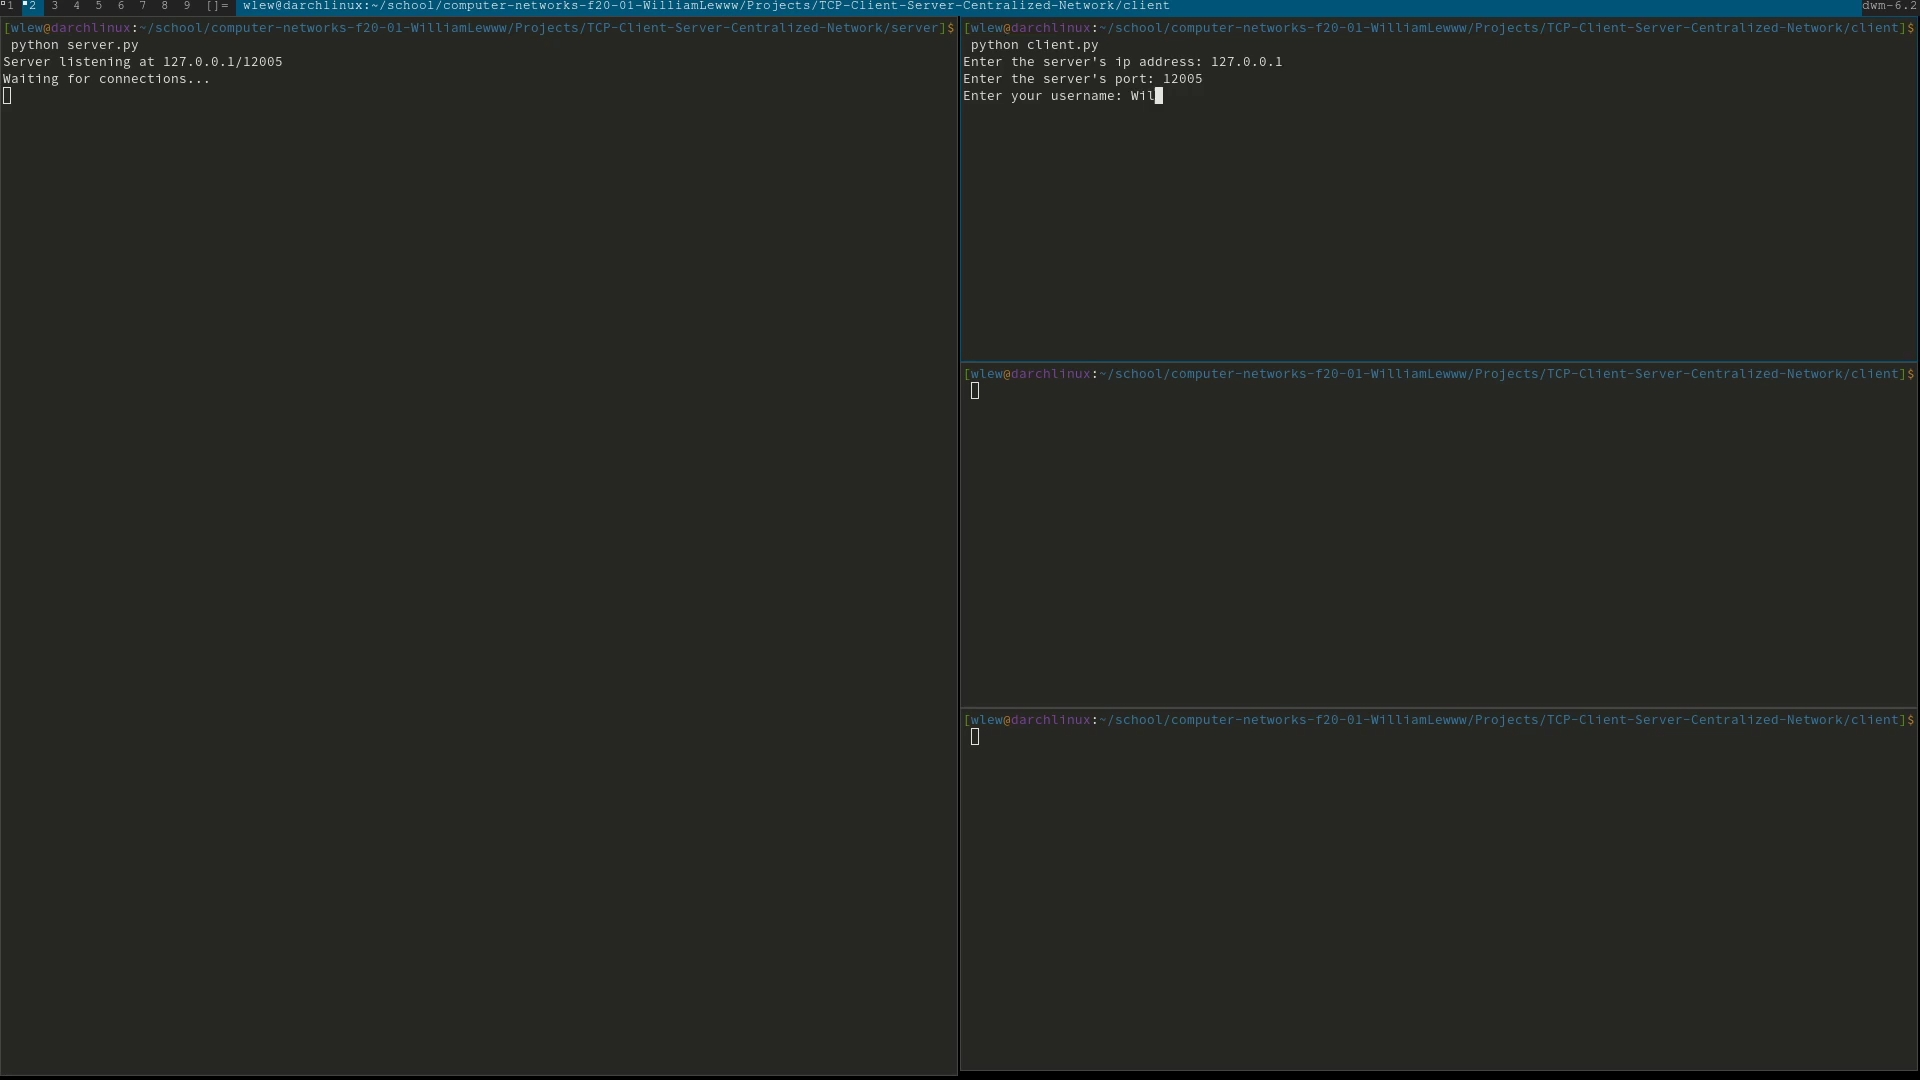 1 2 3 4 5 6 7 8 9 []= wlew@darchlinux:~/school/computer-networks-f20-01-WilliamLewww/Projects/TCP-Client-Server-Centralized-Network/client dwm-6.2
[wlew@darchlinux:~/school/computer-networks-f20-01-WilliamLewww/Projects/TCP-Client-Server-Centralized-Network/server]$
python server.py
Server listening at 127.0.0.1/12005
Waiting for connections...
[wlew@darchlinux:~/school/computer-networks-f20-01-WilliamLewww/Projects/TCP-Client-Server-Centralized-Network/client]$
python client.py
Enter the server's ip address: 127.0.0.1
Enter the server's port: 12005
Enter your username: Wil
[wlew@darchlinux:~/school/computer-networks-f20-01-WilliamLewww/Projects/TCP-Client-Server-Centralized-Network/client]$
[wlew@darchlinux:~/school/computer-networks-f20-01-WilliamLewww/Projects/TCP-Client-Server-Centralized-Network/client]$